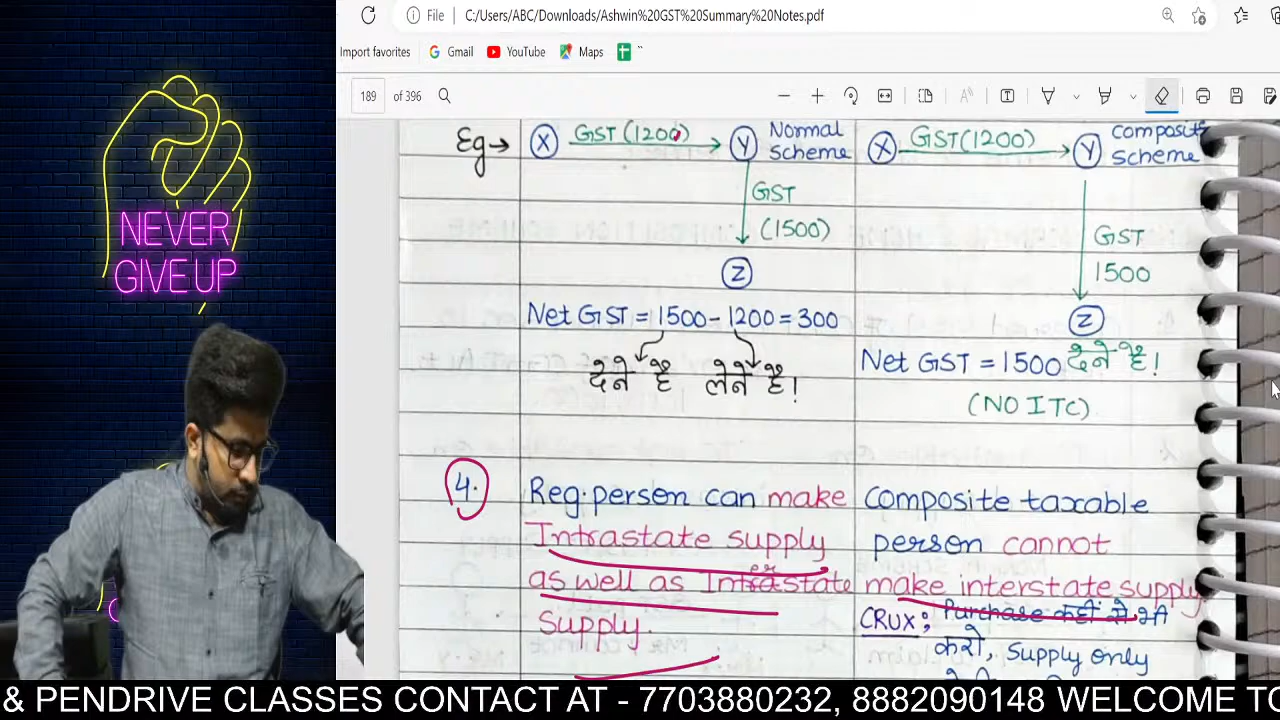 File C:/Users/ABC/Downloads/Ashwin%20GST%20Summary%20Notes.pdf
Import favorites Gmail YouTube Maps
189 of 396
Eg→ X GST(1200) Y Normal scheme
X GST(1200) Y Composite scheme
GST
(1500)
Z
GST
1500
Z
Net GST = 1500 - 1200 = 300
देने है लेने है!
Net GST = 1500 देने है!
(NO ITC)
4.
Reg. person can make
Intrastate supply
as well as Interstate
Supply.
Composite taxable
person cannot
make interstate supply
CRUX: Purchase कहीं से भी
करो, Supply only
NEVER
GIVE UP
& PENDRIVE CLASSES CONTACT AT - 7703880232, 8882090148 WELCOME TO